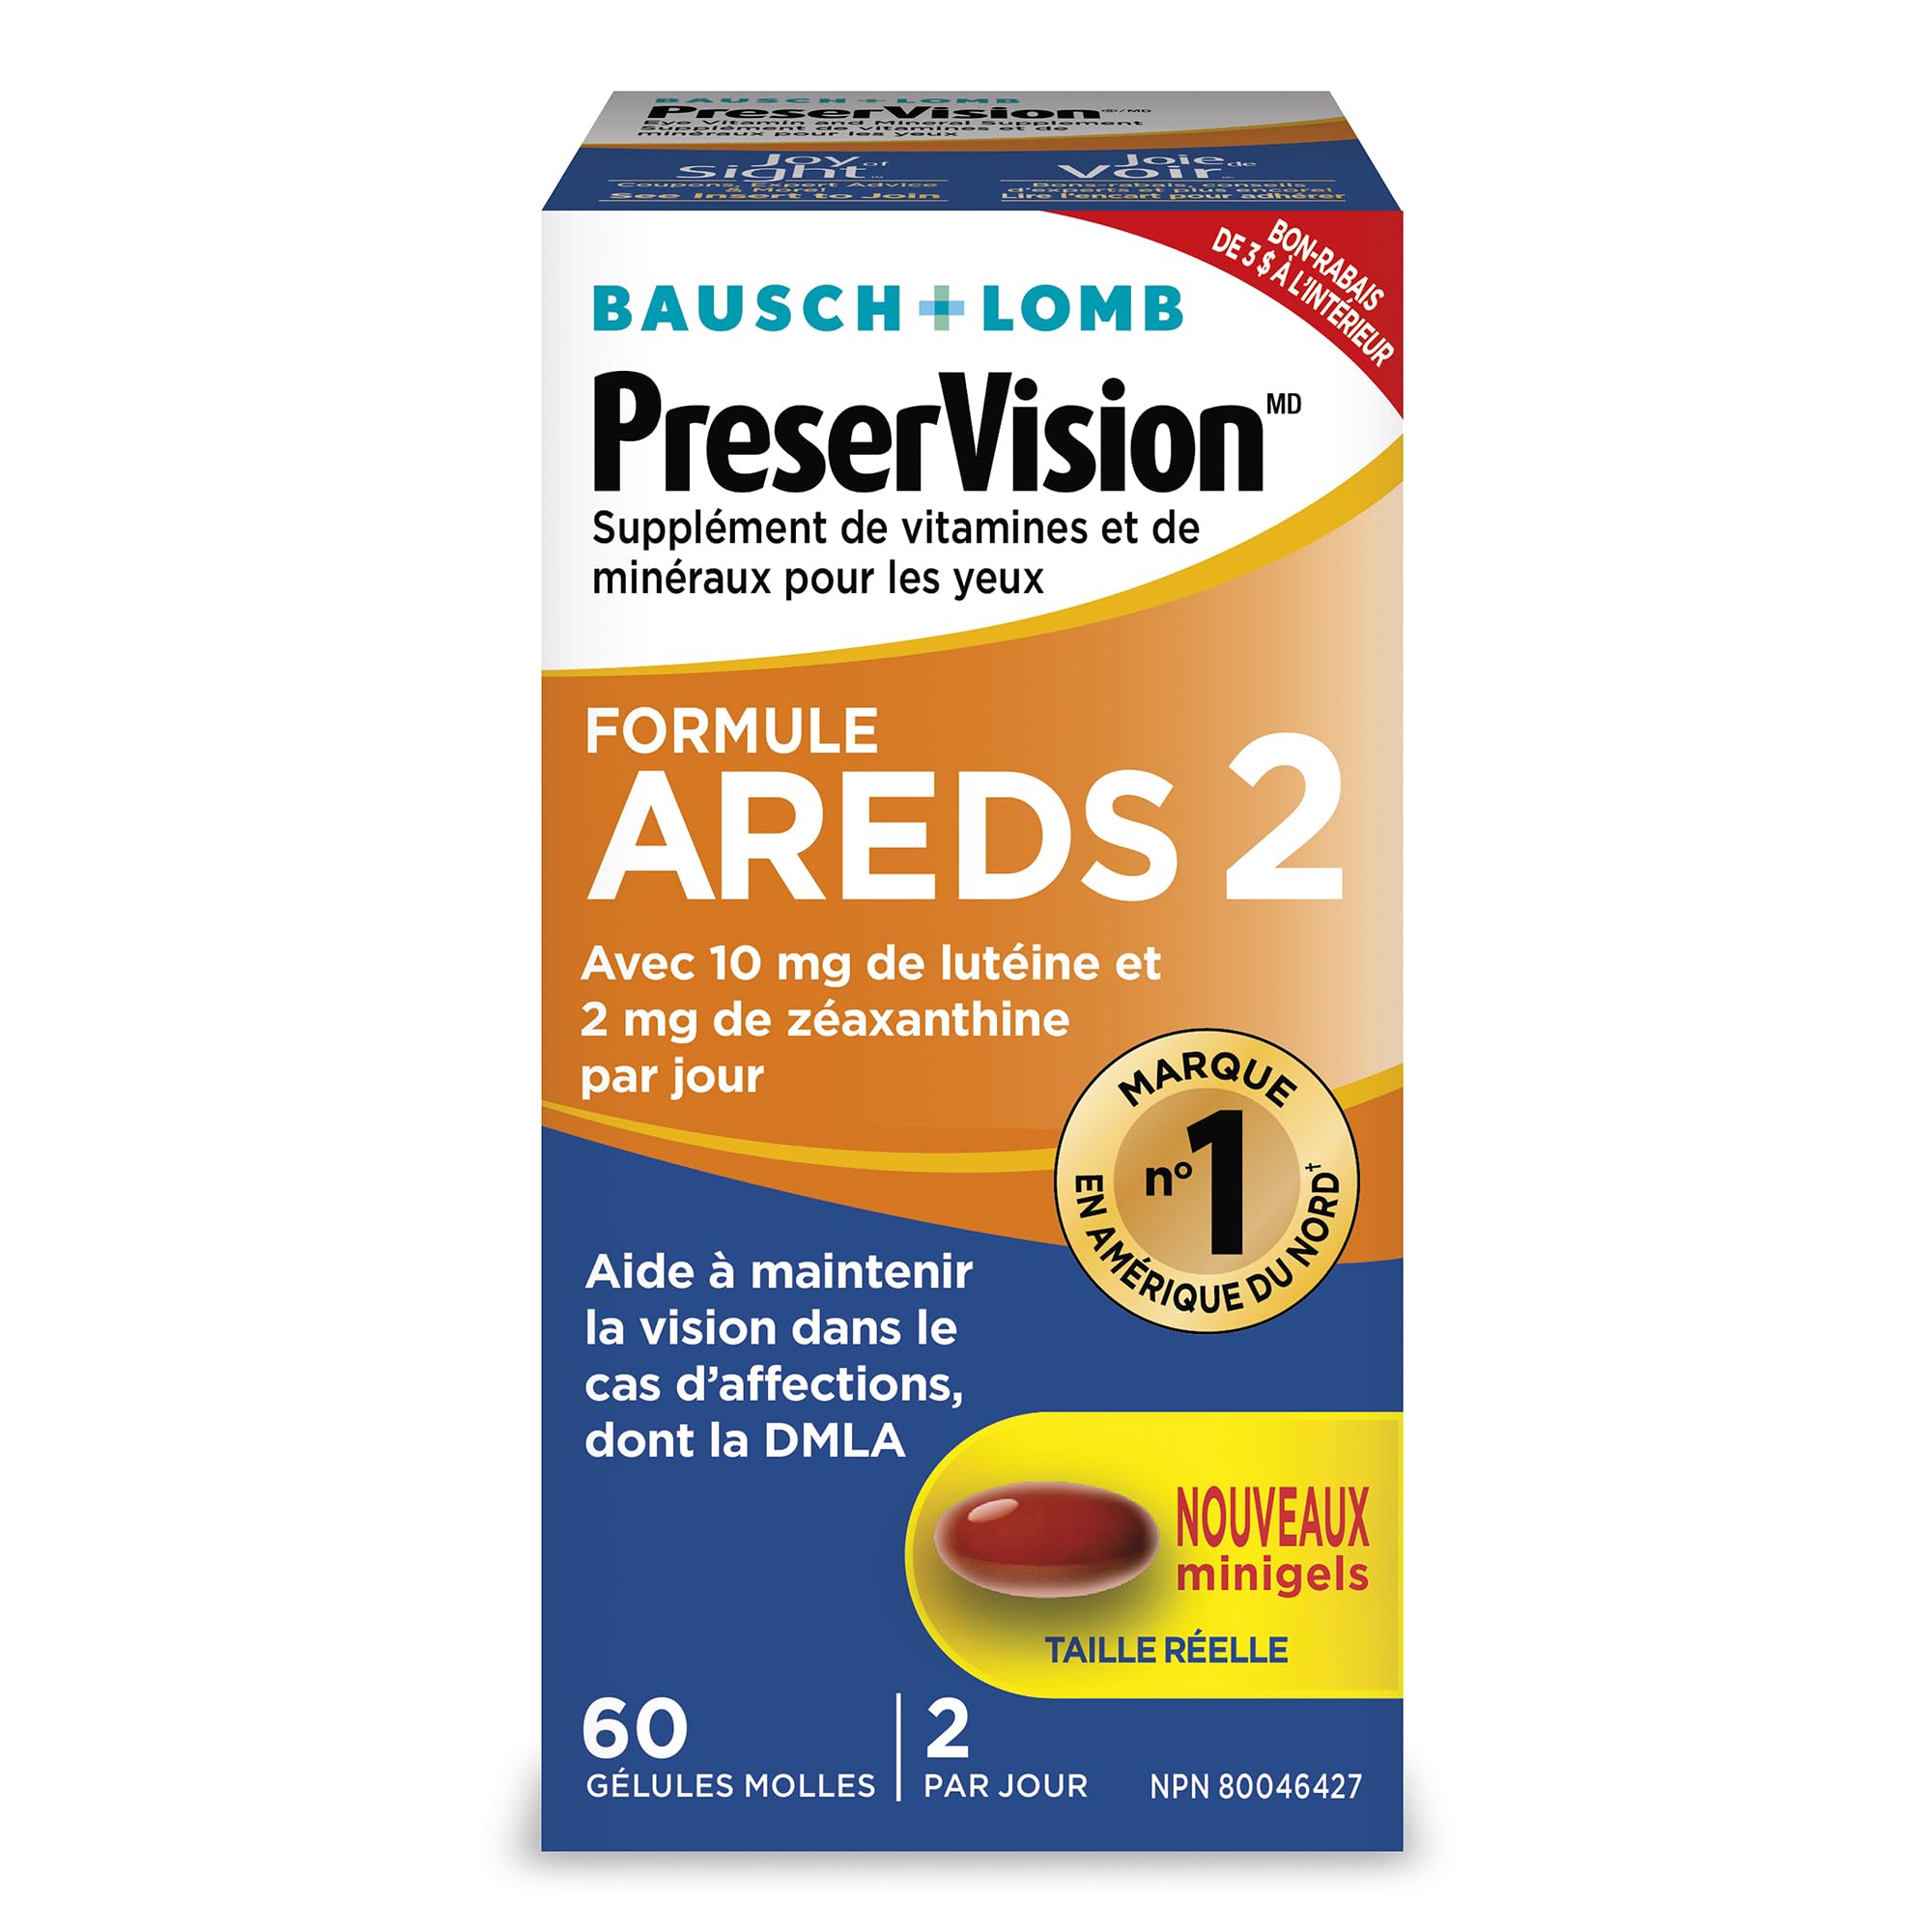 BAUSCH + LOMB
PreserVision®/MD
Eye Vitamin and Mineral Supplement
Supplément de vitamines et de
minéraux pour les yeux
Joy of
Sight
Coupons, Expert Advice
& More!
See Insert to Join
Joie de
Voir
Bons-rabais, conseils
d'experts et plus encore!
Lire l'encart pour adhérer
BON-RABAIS
DE 3 $ À L'INTÉRIEUR
BAUSCH + LOMB
PreserVision MD
Supplément de vitamines et de
minéraux pour les yeux
FORMULE
AREDS 2
Avec 10 mg de lutéine et
2 mg de zéaxanthine
par jour
MARQUE
nº1
EN AMÉRIQUE DU NORD†
Aide à maintenir
la vision dans le
cas d’affections,
dont la DMLA
NOUVEAUX
minigels
TAILLE RÉELLE
60
GÉLULES MOLLES
2
PAR JOUR
NPN 80046427